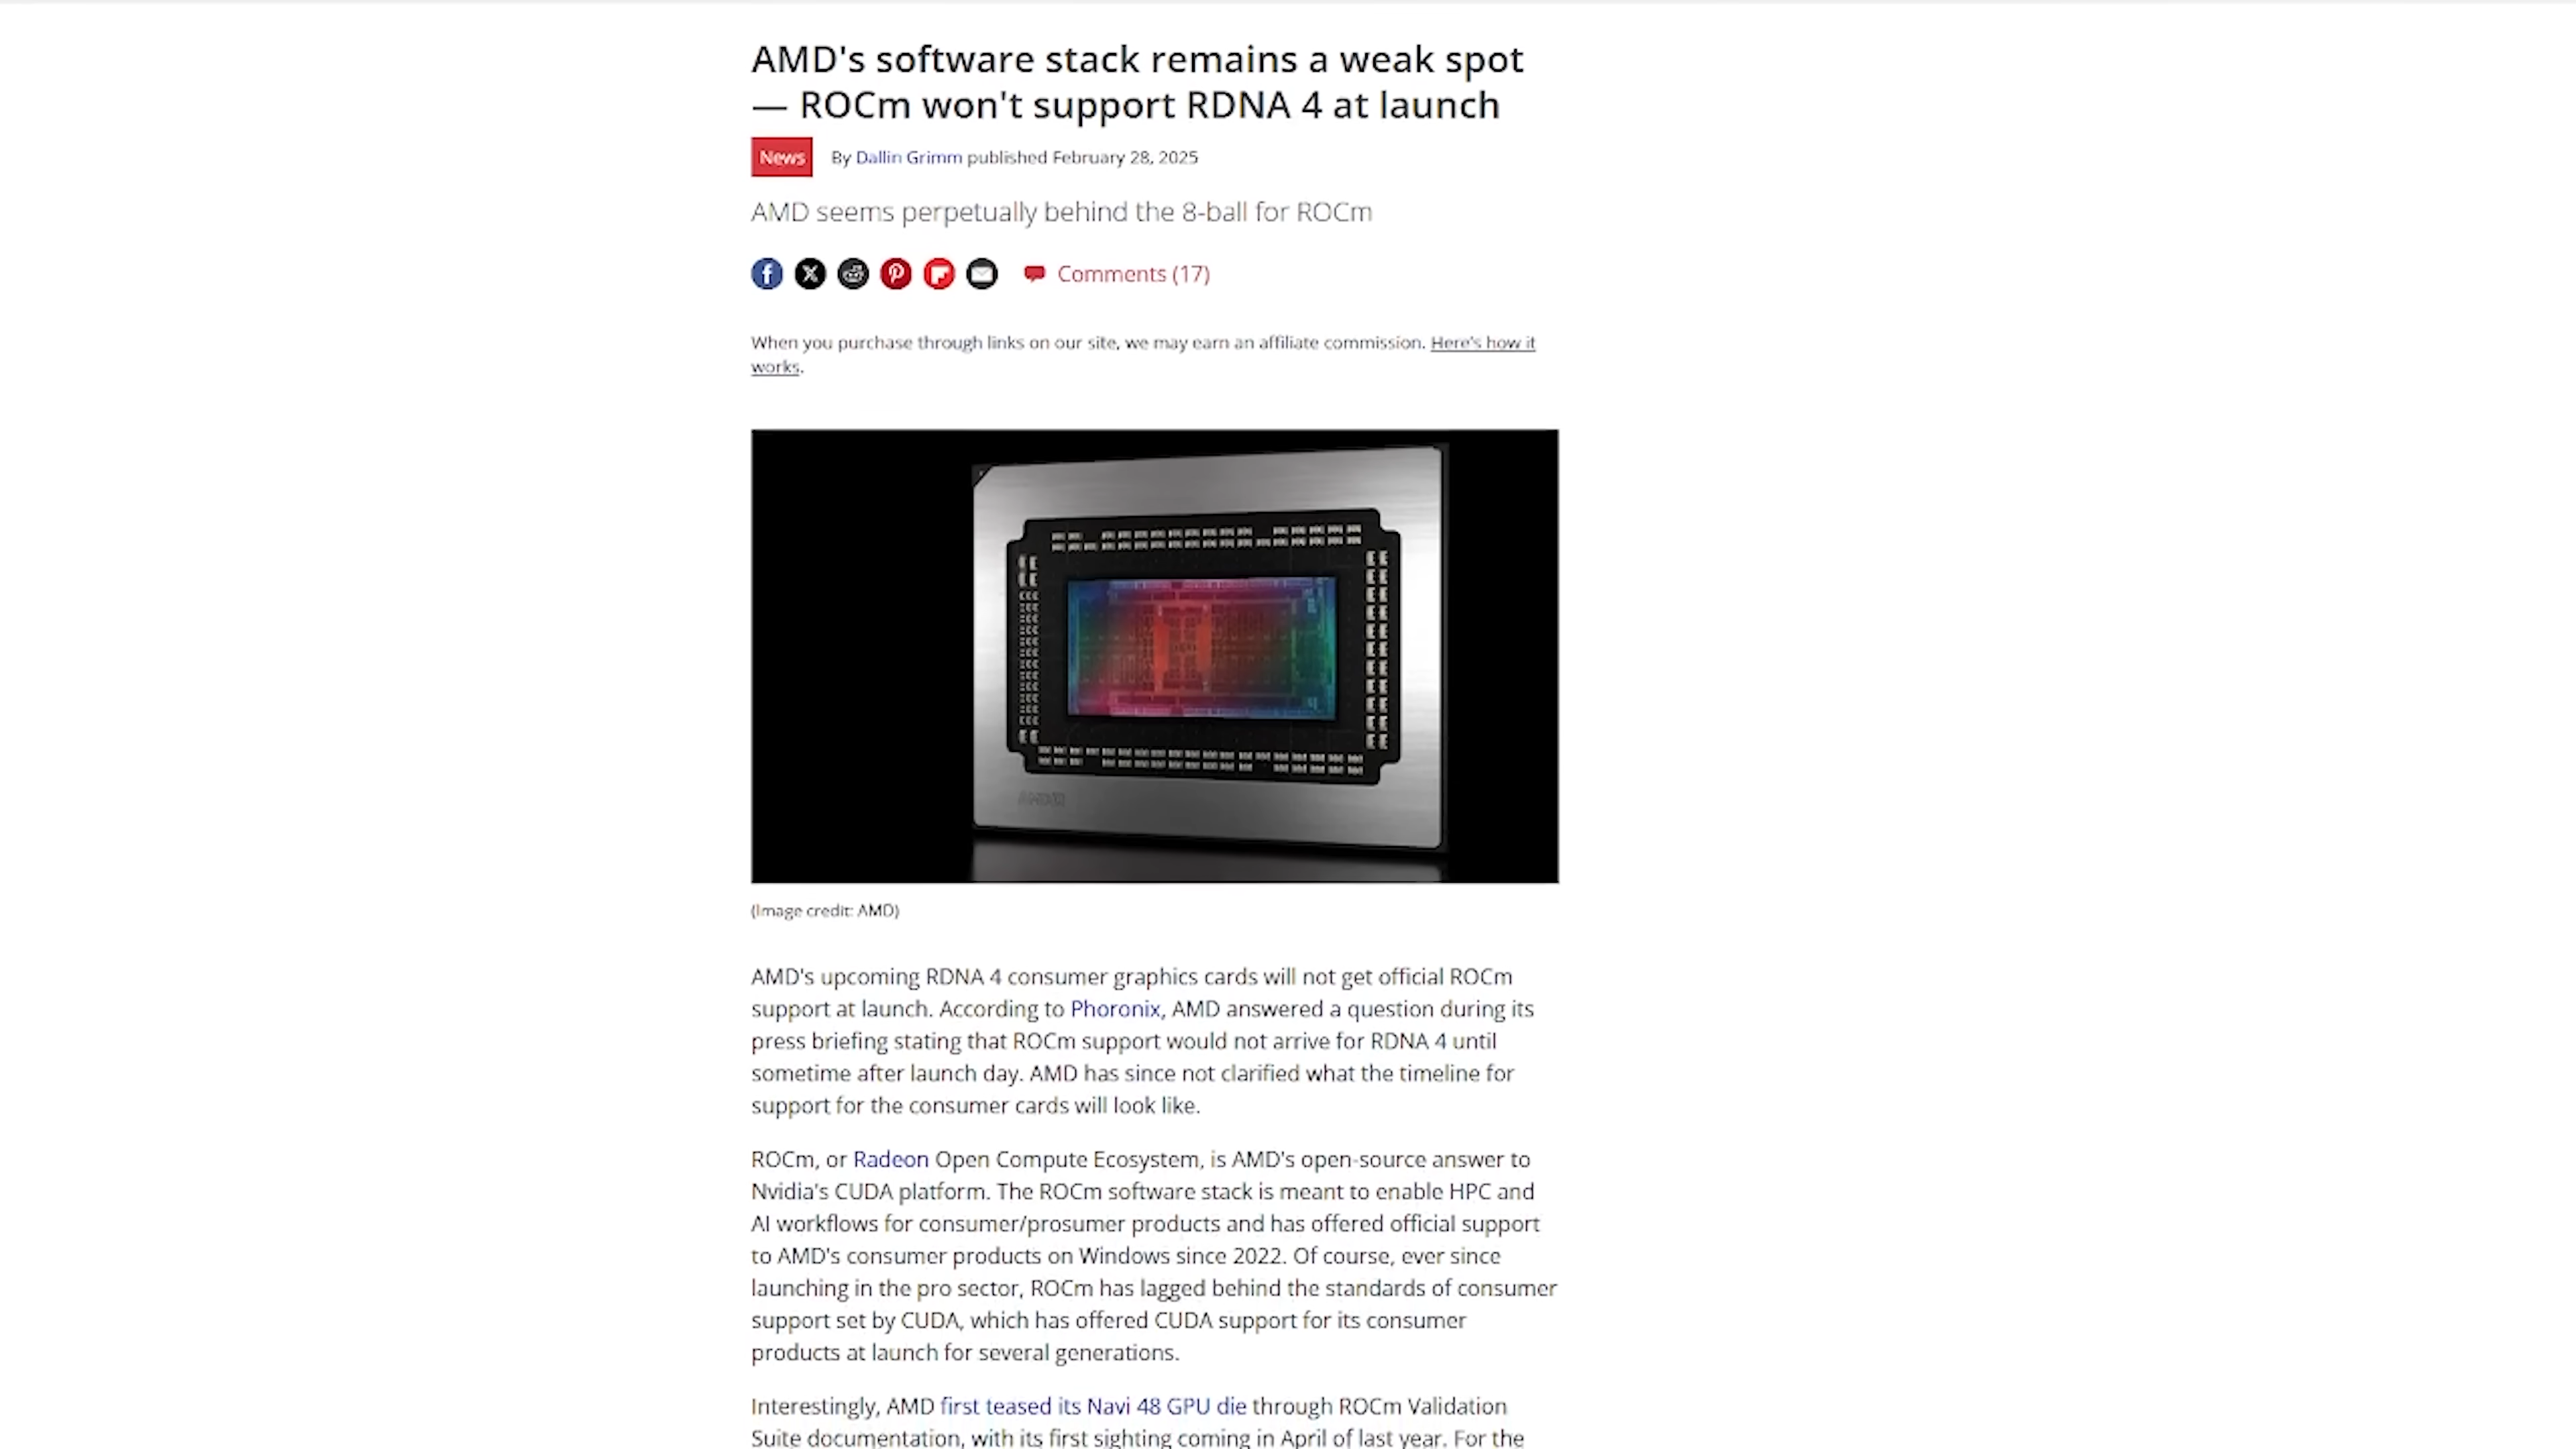 AMD's software stack remains a weak spot
— ROCm won't support RDNA 4 at launch
News By Dallin Grimm published February 28, 2025
AMD seems perpetually behind the 8-ball for ROCm
Comments (17)
When you purchase through links on our site, we may earn an affiliate commission. Here's how it
works.
AMD
(Image credit: AMD)
AMD's upcoming RDNA 4 consumer graphics cards will not get official ROCm
support at launch. According to Phoronix, AMD answered a question during its
press briefing stating that ROCm support would not arrive for RDNA 4 until
sometime after launch day. AMD has since not clarified what the timeline for
support for the consumer cards will look like.
ROCm, or Radeon Open Compute Ecosystem, is AMD's open-source answer to
Nvidia's CUDA platform. The ROCm software stack is meant to enable HPC and
AI workflows for consumer/prosumer products and has offered official support
to AMD's consumer products on Windows since 2022. Of course, ever since
launching in the pro sector, ROCm has lagged behind the standards of consumer
support set by CUDA, which has offered CUDA support for its consumer
products at launch for several generations.
Interestingly, AMD first teased its Navi 48 GPU die through ROCm Validation
Suite documentation, with its first sighting coming in April of last year. For the